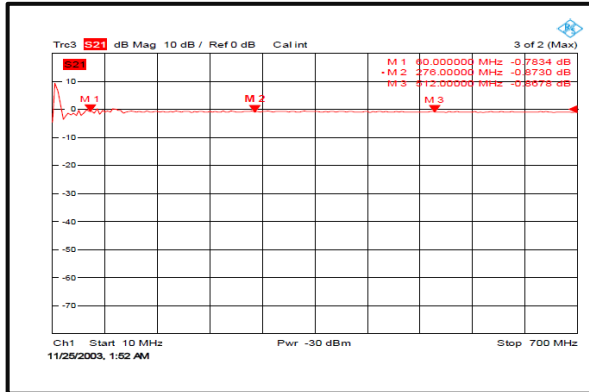 Trc3 S21 dB Mag 10 dB / Ref 0 dB Cal int 3 of 2 (Max)
S21
M 1 60.000000 MHz -0.7834 dB
•M 2 276.00000 MHz -0.8730 dB
M 3 512.00000 MHz -0.8678 dB
10
M 1
M 2
M 3
0
-10
-20
-30
-40
-50
-60
-70
Ch1 Start 10 MHz Pwr -30 dBm Stop 700 MHz
11/25/2003, 1:52 AM